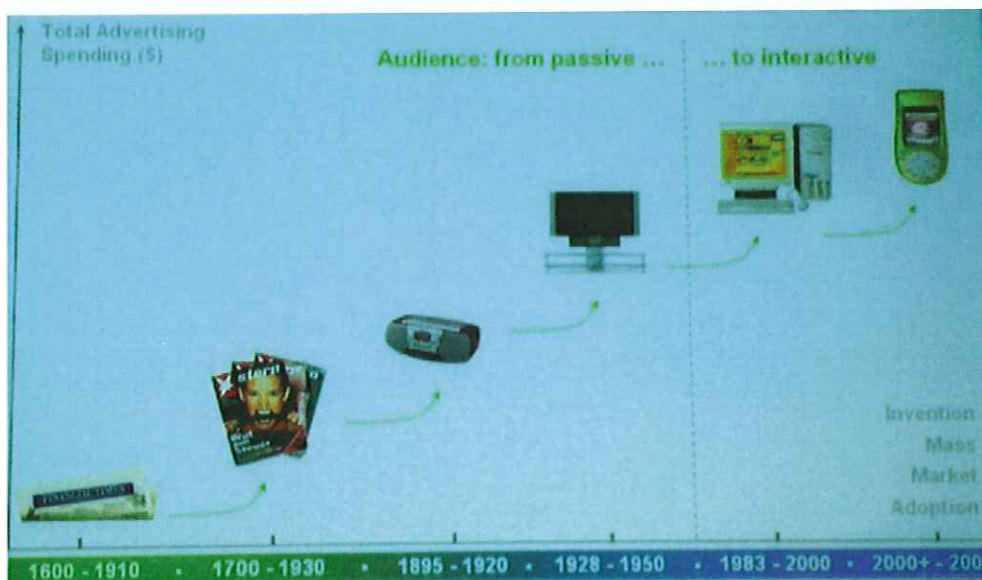 Total Advertising
Spending ($)
Audience: from passive ...
... to interactive
stern
Invention
Mass
Market
Adoption
1600 - 1910 • 1700 - 1930 • 1895 - 1920 • 1928 - 1950 • 1983 - 2000 • 2000+ - 200